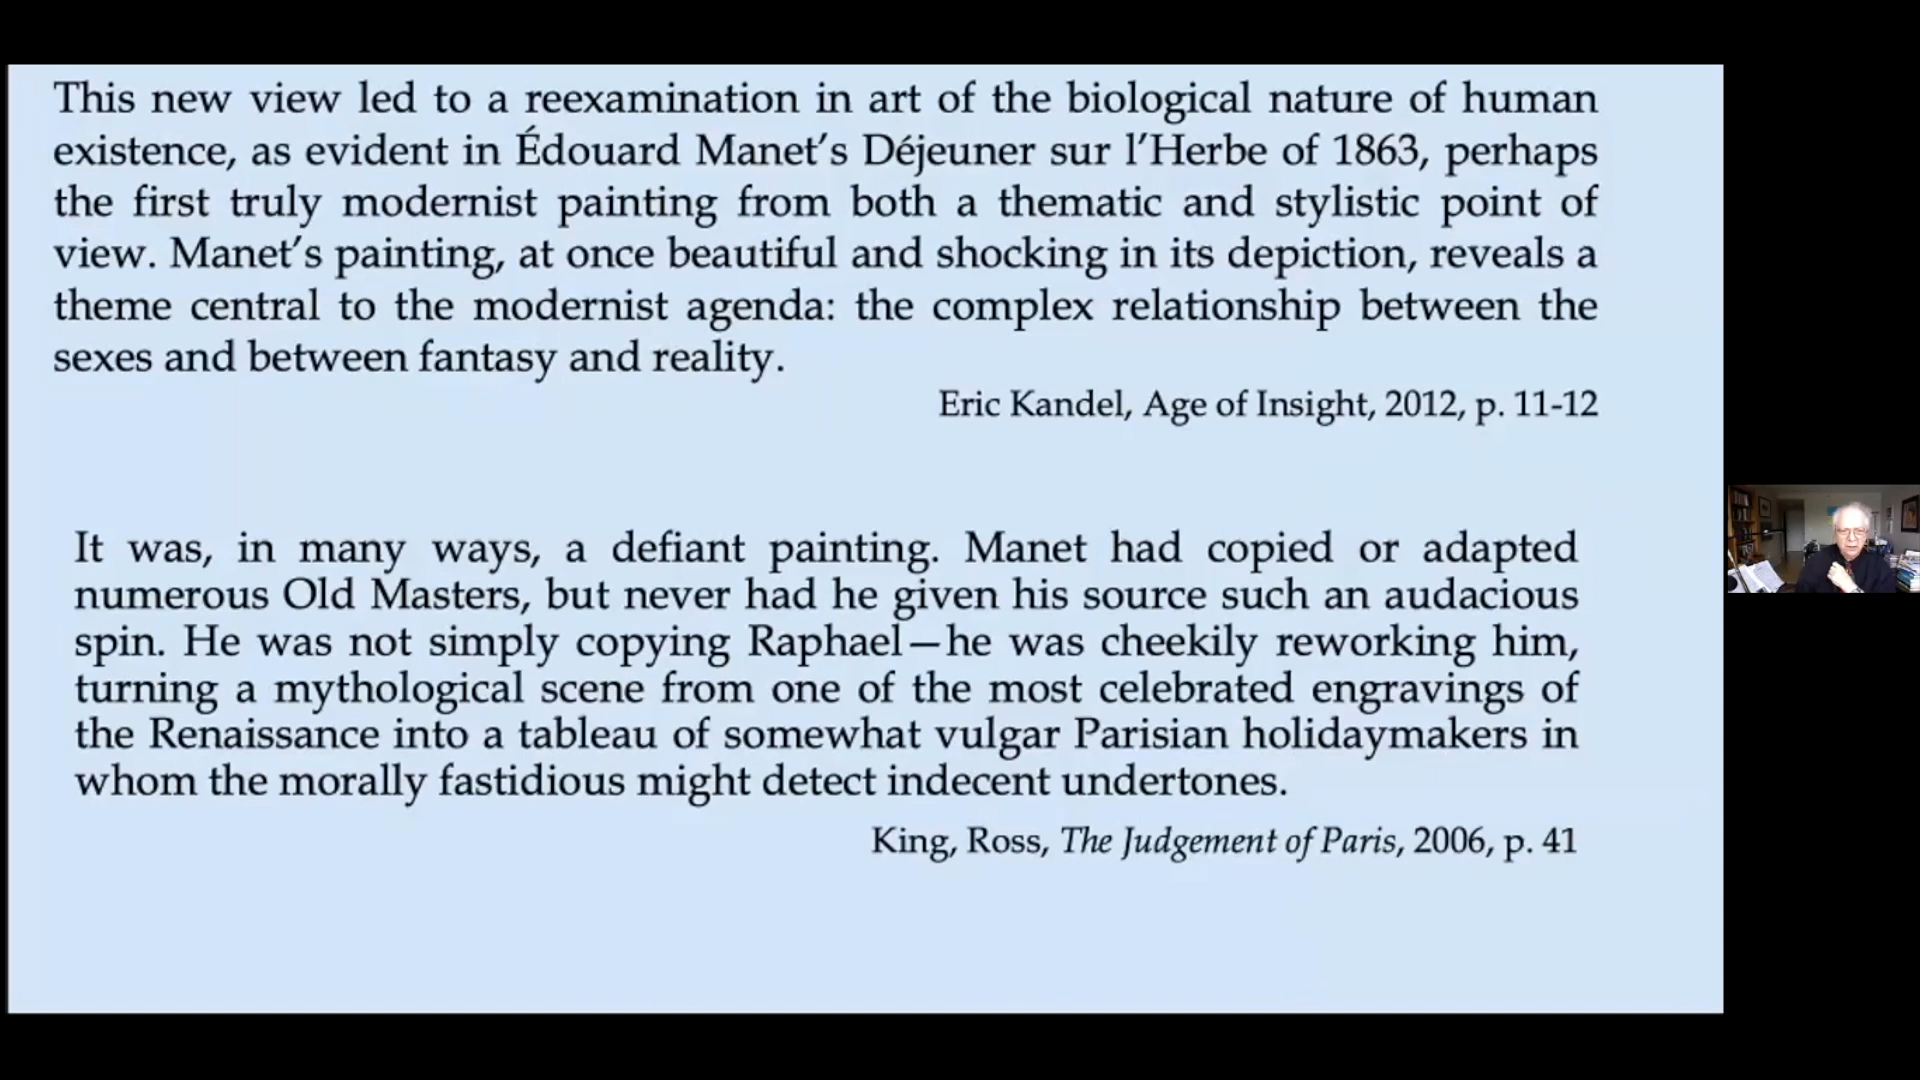 This new view led to a reexamination in art of the biological nature of human
existence, as evident in Édouard Manet's Déjeuner sur l'Herbe of 1863, perhaps
the first truly modernist painting from both a thematic and stylistic point of
view. Manet's painting, at once beautiful and shocking in its depiction, reveals a
theme central to the modernist agenda: the complex relationship between the
sexes and between fantasy and reality.
Eric Kandel, Age of Insight, 2012, p. 11-12
It was, in many ways, a defiant painting. Manet had copied or adapted
numerous Old Masters, but never had he given his source such an audacious
spin. He was not simply copying Raphael—he was cheekily reworking him,
turning a mythological scene from one of the most celebrated engravings of
the Renaissance into a tableau of somewhat vulgar Parisian holidaymakers in
whom the morally fastidious might detect indecent undertones.
King, Ross, The Judgement of Paris, 2006, p. 41